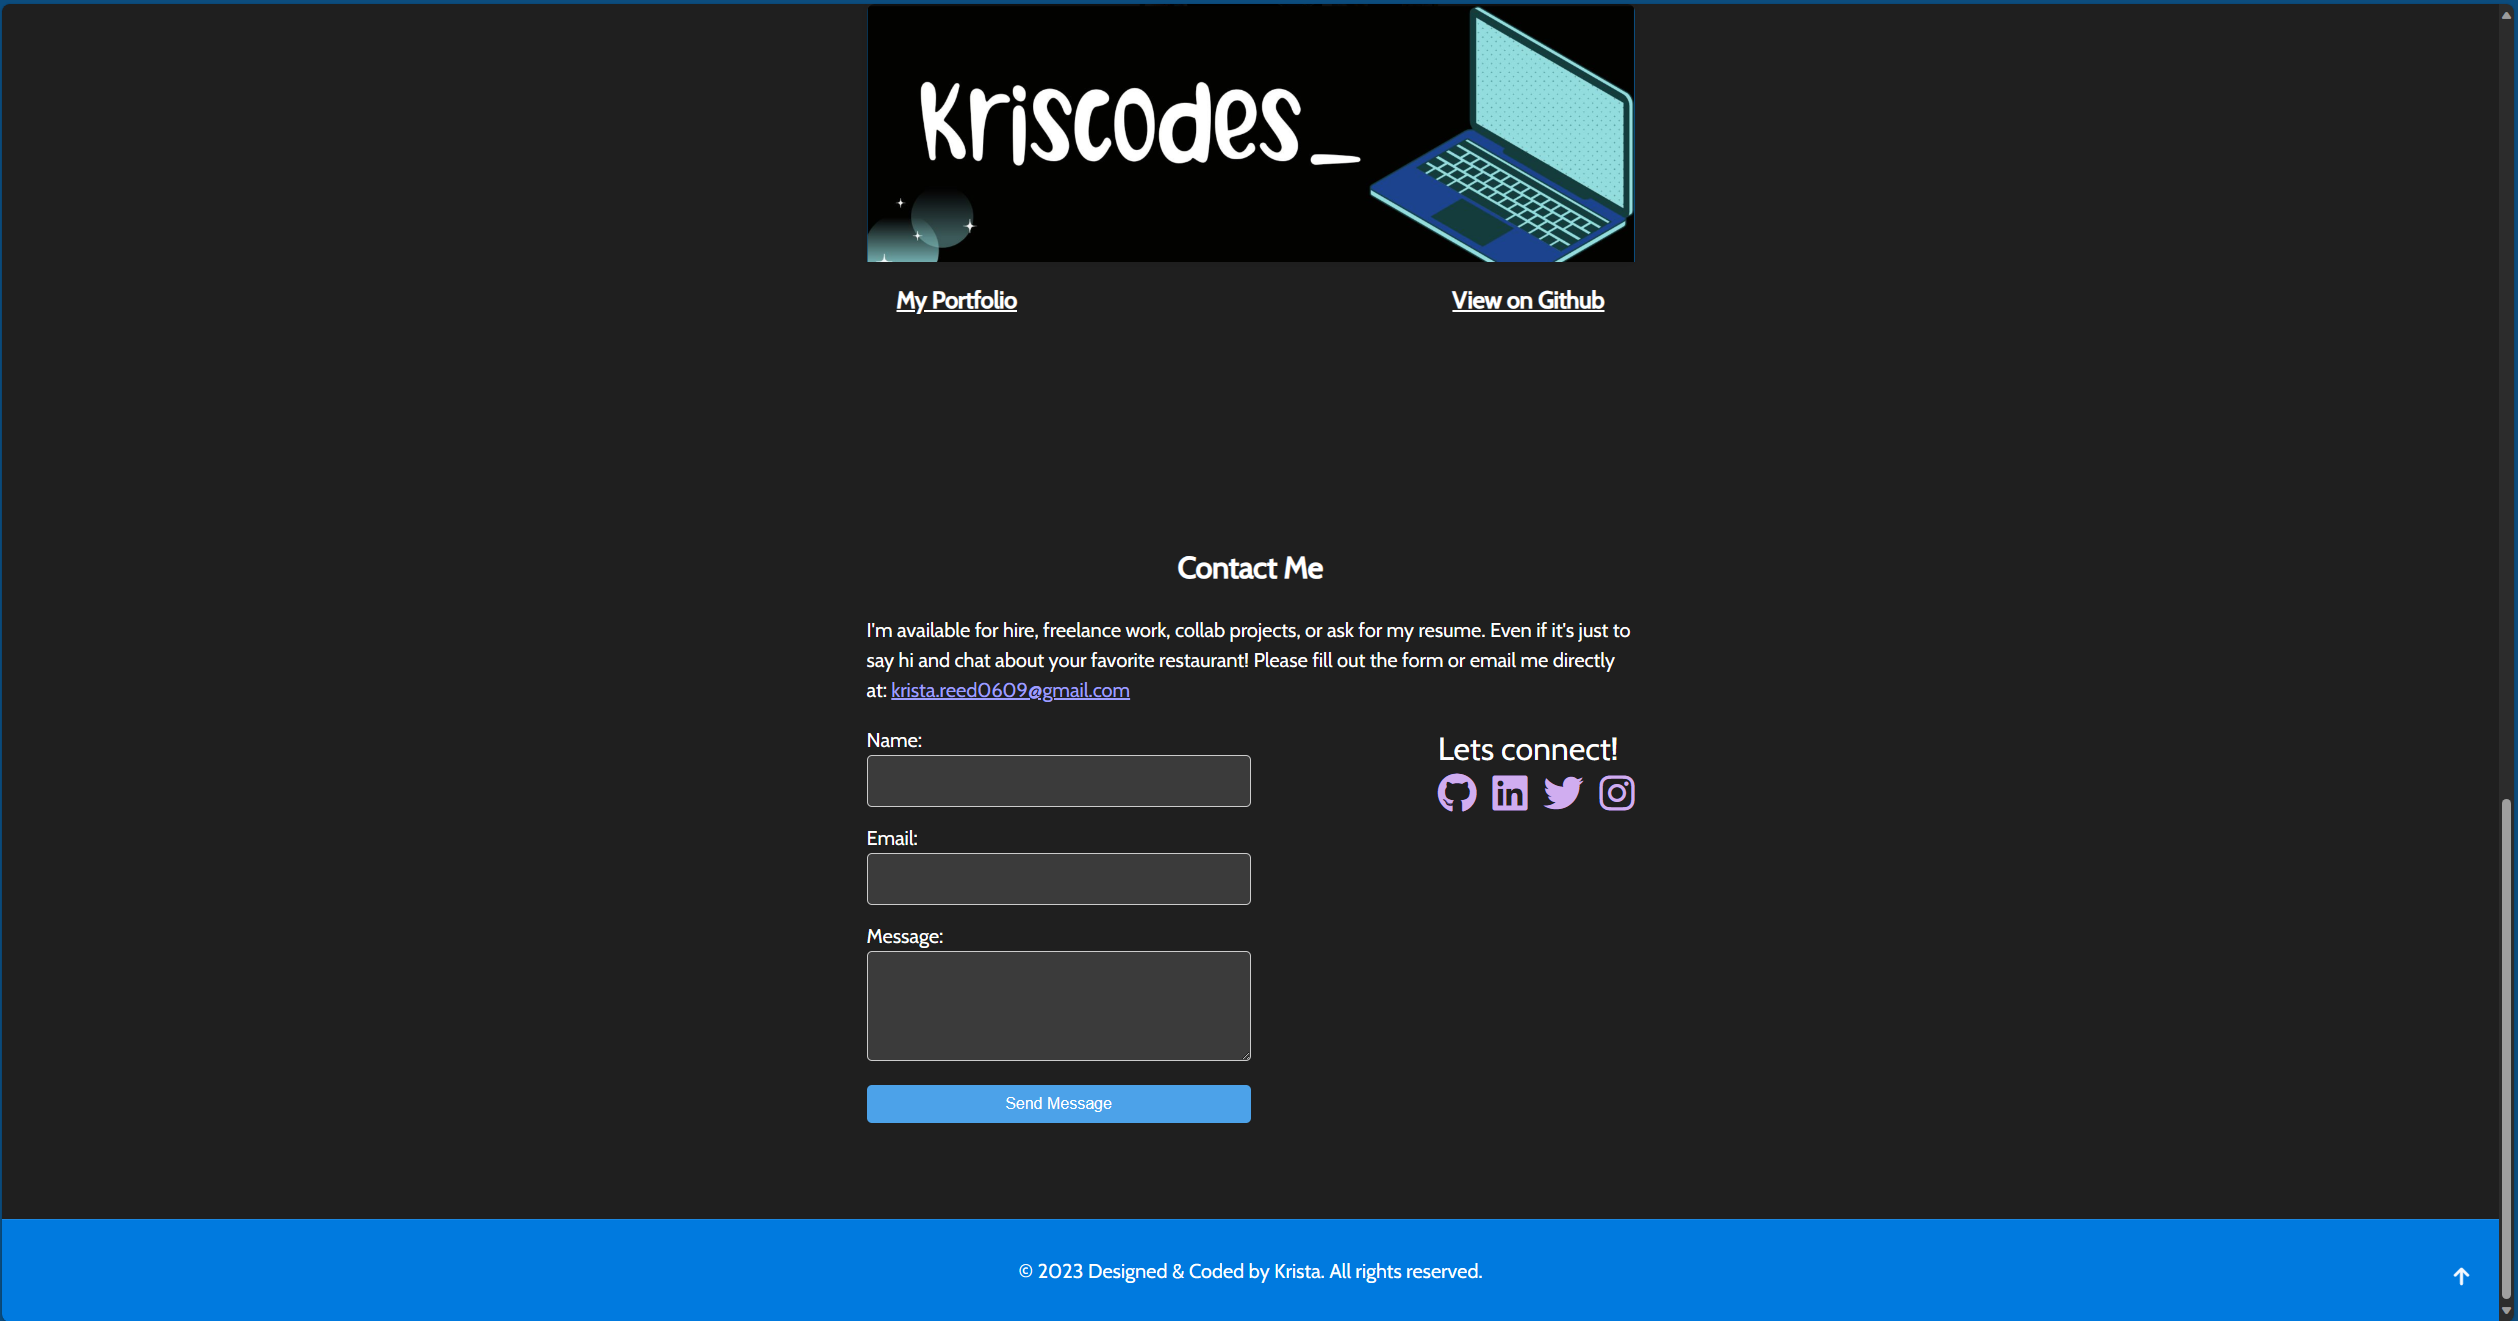 Kriscodes_
My Portfolio
View on Github
Contact Me
I'm available for hire, freelance work, collab projects, or ask for my resume. Even if it's just to
say hi and chat about your favorite restaurant! Please fill out the form or email me directly
at: krista.reed0609@gmail.com
Name:
Lets connect!
Email:
Message:
Send Message
© 2023 Designed & Coded by Krista. All rights reserved.